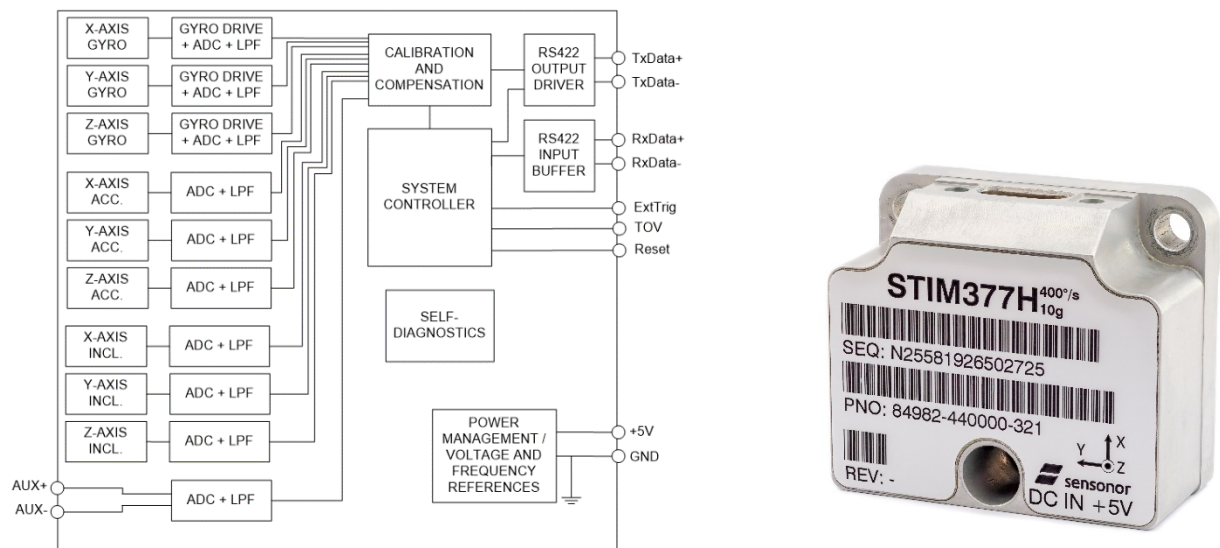 X-AXIS
GYRO
GYRO DRIVE
+ ADC + LPF
Y-AXIS
GYRO
GYRO DRIVE
+ ADC + LPF
Z-AXIS
GYRO
GYRO DRIVE
+ ADC + LPF
X-AXIS
ACC.
ADC + LPF
Y-AXIS
ACC.
ADC + LPF
Z-AXIS
ACC.
ADC + LPF
X-AXIS
INCL.
ADC + LPF
Y-AXIS
INCL.
ADC + LPF
Z-AXIS
INCL.
ADC + LPF
AUX+
AUX-
ADC + LPF
CALIBRATION
AND
COMPENSATION
SYSTEM
CONTROLLER
SELF-
DIAGNOSTICS
POWER
MANAGEMENT /
VOLTAGE AND
FREQUENCY
REFERENCES
RS422
OUTPUT
DRIVER
RS422
INPUT
BUFFER
TxData+
TxData-
RxData+
RxData-
ExtTrig
TOV
Reset
+5V
GND
STIM377H 400°/s
10g
SEQ: N25581926502725
PNO: 84982-440000-321
REV: -
X
Y
Z
sensonor
DC IN +5V